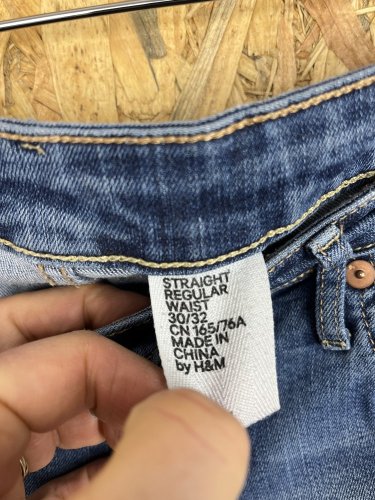 STRAIGHT
REGULAR
WAIST
30/32
CN 165/76A
MADE IN
CHINA
by H&M